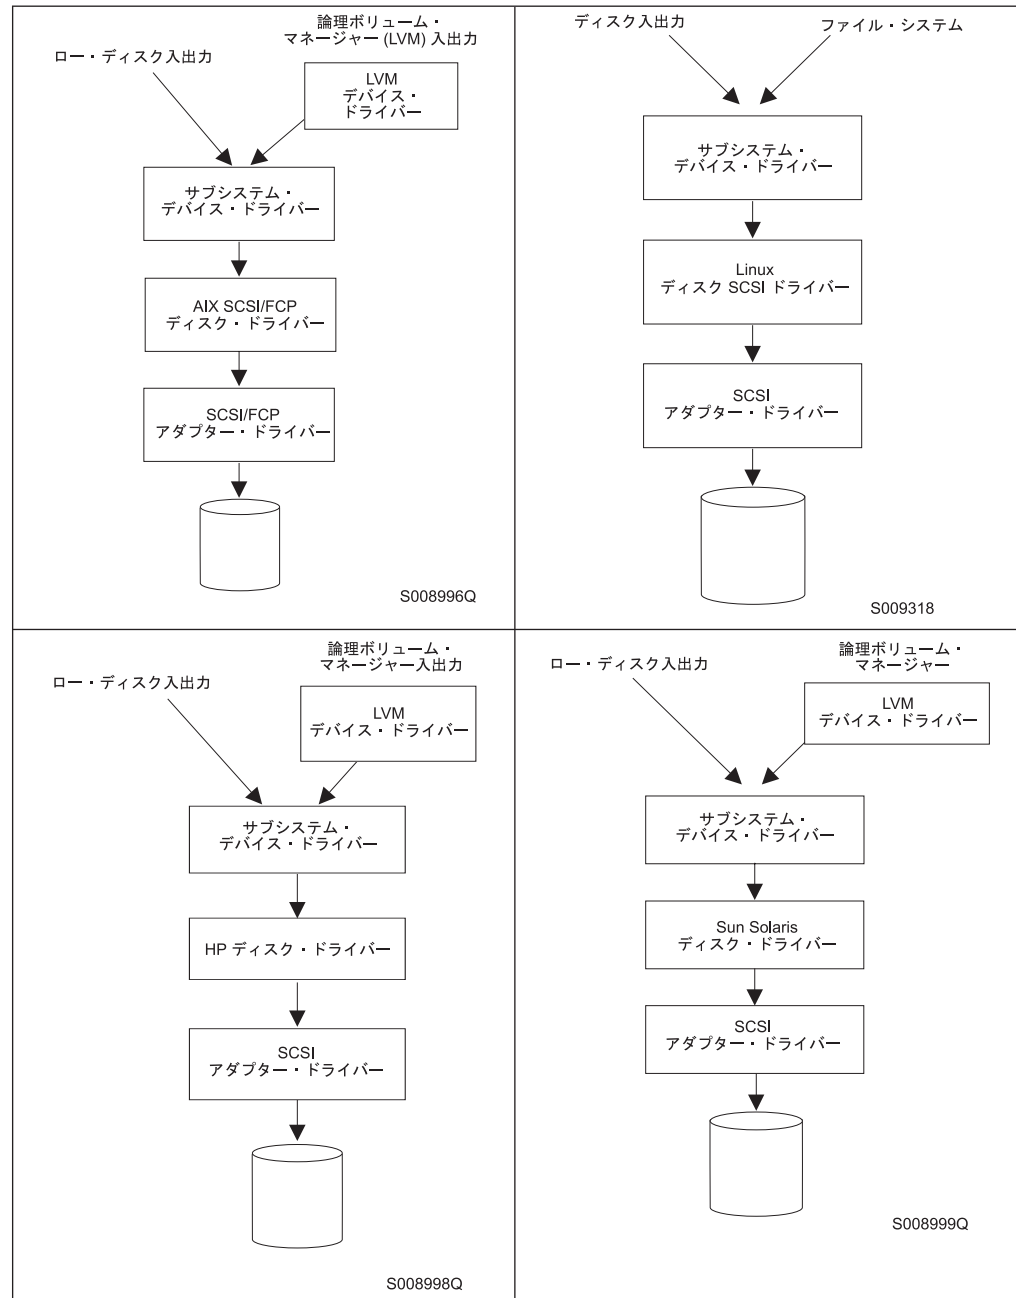 論理ボリューム・
マネージャー (LVM) 入出力
ロー・ディスク入出力
LVM
デバイス・
ドライバー
サブシステム・
デバイス・ドライバー
AIX SCSI/FCP
ディスク・ドライバー
SCSI/FCP
アダプター・ドライバー
S008996Q
ディスク入出力
ファイル・システム
サブシステム・
デバイス・ドライバー
Linux
ディスク SCSI ドライバー
SCSI
アダプター・ドライバー
S009318
論理ボリューム・
マネージャー入出力
ロー・ディスク入出力
LVM
デバイス・ドライバー
サブシステム・
デバイス・ドライバー
HP ディスク・ドライバー
SCSI
アダプター・ドライバー
S008998Q
論理ボリューム・
マネージャー
ロー・ディスク入出力
LVM
デバイス・ドライバー
サブシステム・
デバイス・ドライバー
Sun Solaris
ディスク・ドライバー
SCSI
アダプター・ドライバー
S008999Q